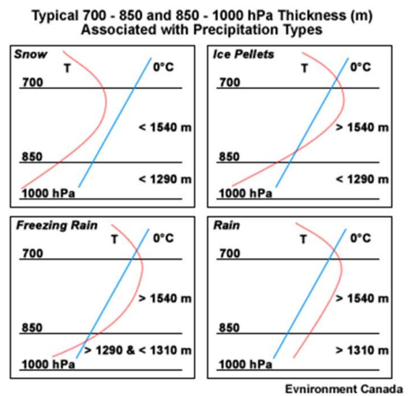 Typical 700 - 850 and 850 - 1000 hPa Thickness (m)
Associated with Precipitation Types
Snow
T
0°C
700
< 1540 m
850
< 1290 m
1000 hPa
Ice Pellets
T
0°C
700
> 1540 m
850
< 1290 m
1000 hPa
Freezing Rain
T
0°C
700
> 1540 m
850
> 1290 m & < 1310 m
1000 hPa
Rain
T
0°C
700
> 1540 m
850
> 1310 m
1000 hPa
Evnironment Canada